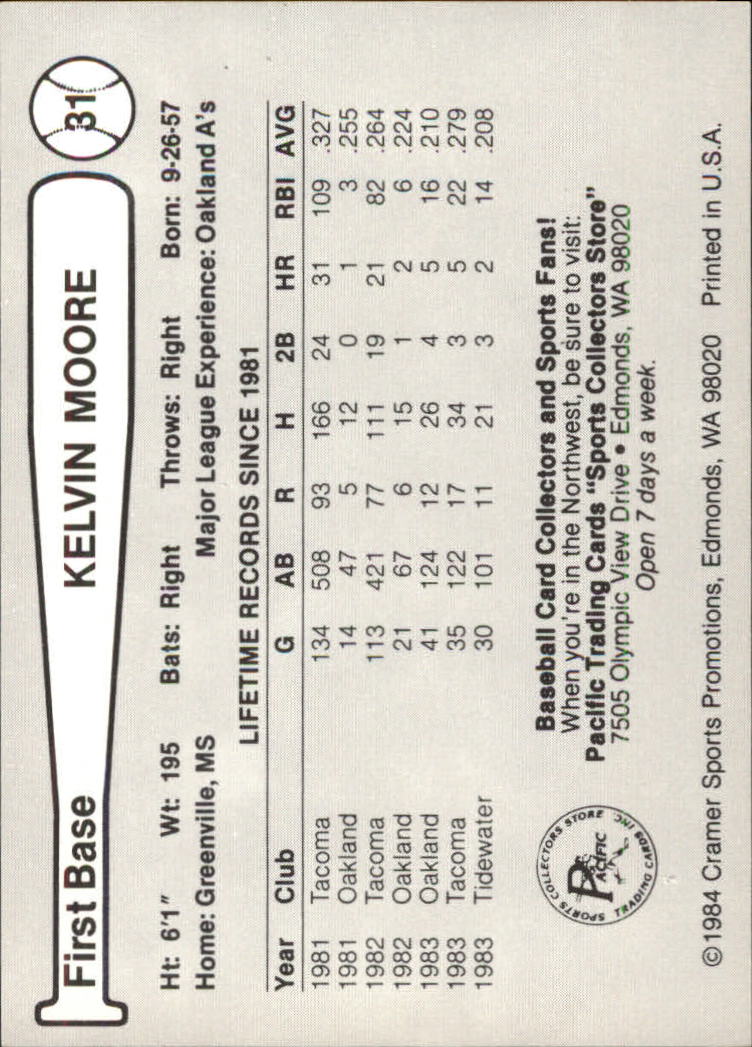 First Base KELVIN MOORE 31
Ht: 6'1" Wt: 195 Bats: Right Throws: Right Born: 9-26-57
Home: Greenville, MS Major League Experience: Oakland A's
LIFETIME RECORDS SINCE 1981
Year Club G AB R H 2B HR RBI AVG
1981 Tacoma 134 508 93 166 24 31 109 .327
1981 Oakland 14 47 5 12 0 1 3 .255
1982 Tacoma 113 421 77 111 19 21 82 .264
1982 Oakland 21 67 6 15 1 2 6 .224
1983 Oakland 41 124 12 26 4 5 16 .210
1983 Tacoma 35 122 17 34 3 5 22 .279
1983 Tidewater 30 101 11 21 3 2 14 .208
Baseball Card Collectors and Sports Fans!
When you're in the Northwest, be sure to visit:
Pacific Trading Cards "Sports Collectors Store"
7505 Olympic View Drive • Edmonds, WA 98020
Open 7 days a week.
SPORTS COLLECTORS STORE
PACIFIC
TRADING CARDS INC
©1984 Cramer Sports Promotions, Edmonds, WA 98020 Printed in U.S.A.